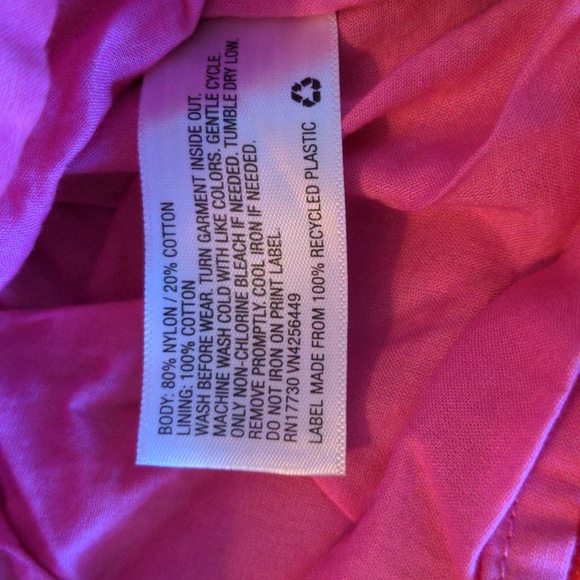 BODY: 80% NYLON / 20% COTTON
LINING: 100% COTTON
WASH BEFORE WEAR. TURN GARMENT INSIDE OUT.
MACHINE WASH COLD WITH LIKE COLORS. GENTLE CYCLE.
ONLY NON-CHLORINE BLEACH IF NEEDED. TUMBLE DRY LOW.
REMOVE PROMPTLY. COOL IRON IF NEEDED.
DO NOT IRON ON PRINT LABEL.
RN17730 VN4256449
LABEL MADE FROM 100% RECYCLED PLASTIC